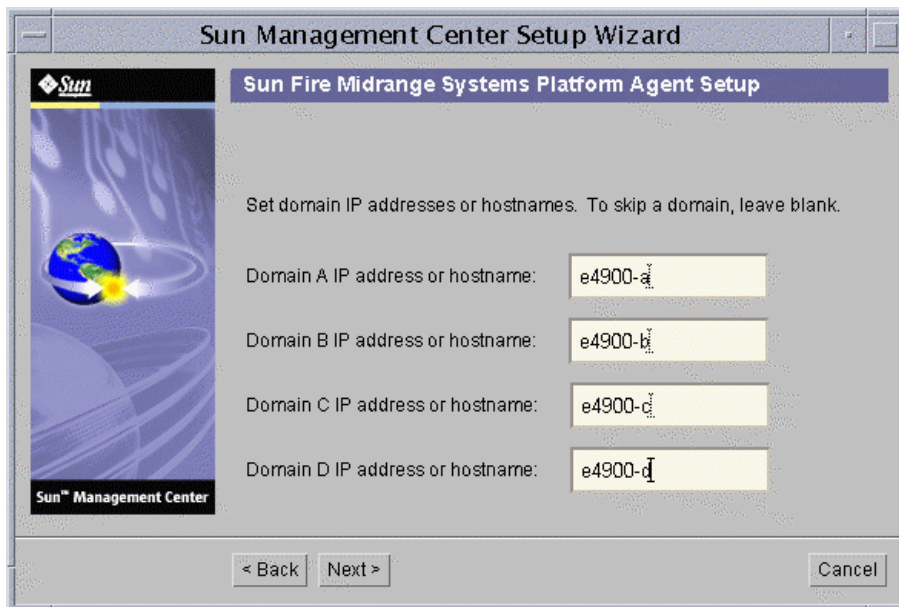 Sun Management Center Setup Wizard
Sun
Sun Fire Midrange Systems Platform Agent Setup
Set domain IP addresses or hostnames. To skip a domain, leave blank.
Domain A IP address or hostname: e4900-a
Domain B IP address or hostname: e4900-b
Domain C IP address or hostname: e4900-c
Domain D IP address or hostname: e4900-d
Sun™ Management Center
< Back Next > Cancel